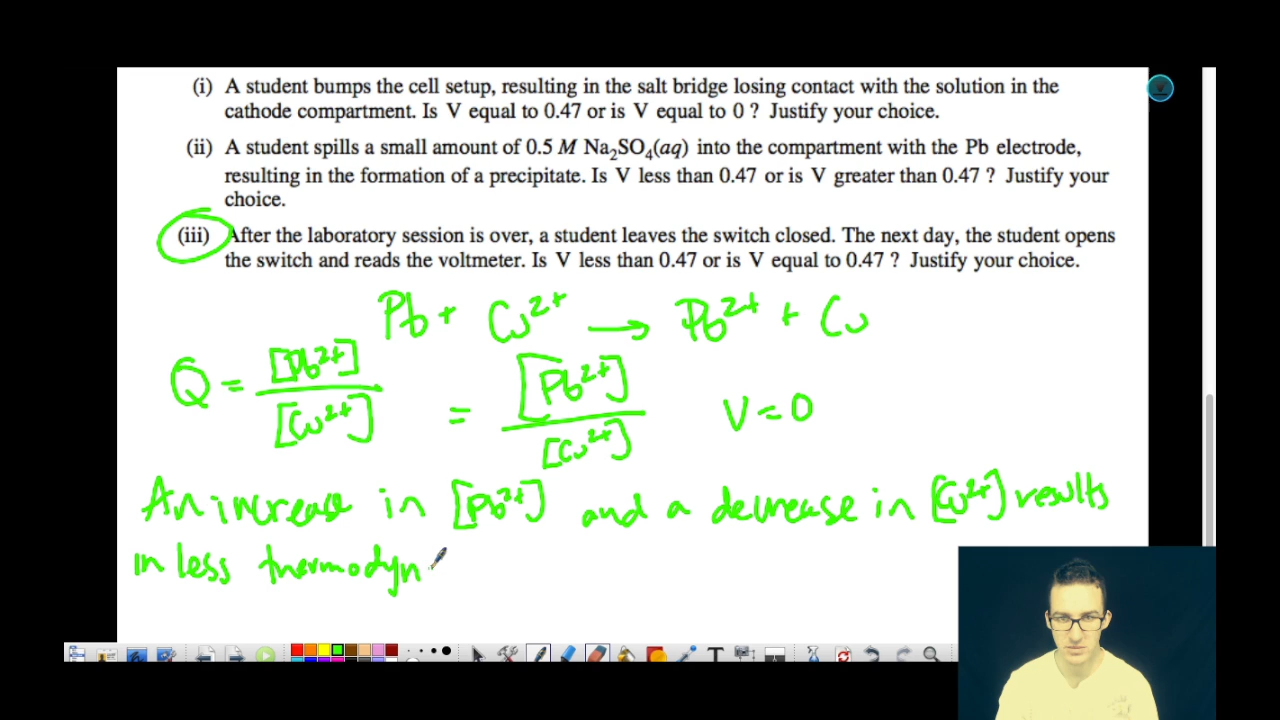 (i) A student bumps the cell setup, resulting in the salt bridge losing contact with the solution in the
cathode compartment. Is V equal to 0.47 or is V equal to 0 ? Justify your choice.
(ii) A student spills a small amount of 0.5 M Na₂SO₄(aq) into the compartment with the Pb electrode,
resulting in the formation of a precipitate. Is V less than 0.47 or is V greater than 0.47 ? Justify your
choice.
(iii) After the laboratory session is over, a student leaves the switch closed. The next day, the student opens
the switch and reads the voltmeter. Is V less than 0.47 or is V equal to 0.47 ? Justify your choice.
Pb + Cu²⁺ → Pb²⁺ + Cu
Q = [Pb²⁺] / [Cu²⁺] = [Pb²⁺] / [Cu²⁺] V = 0
An increase in [Pb²⁺] and a decrease in [Cu²⁺] results
in less thermodyn